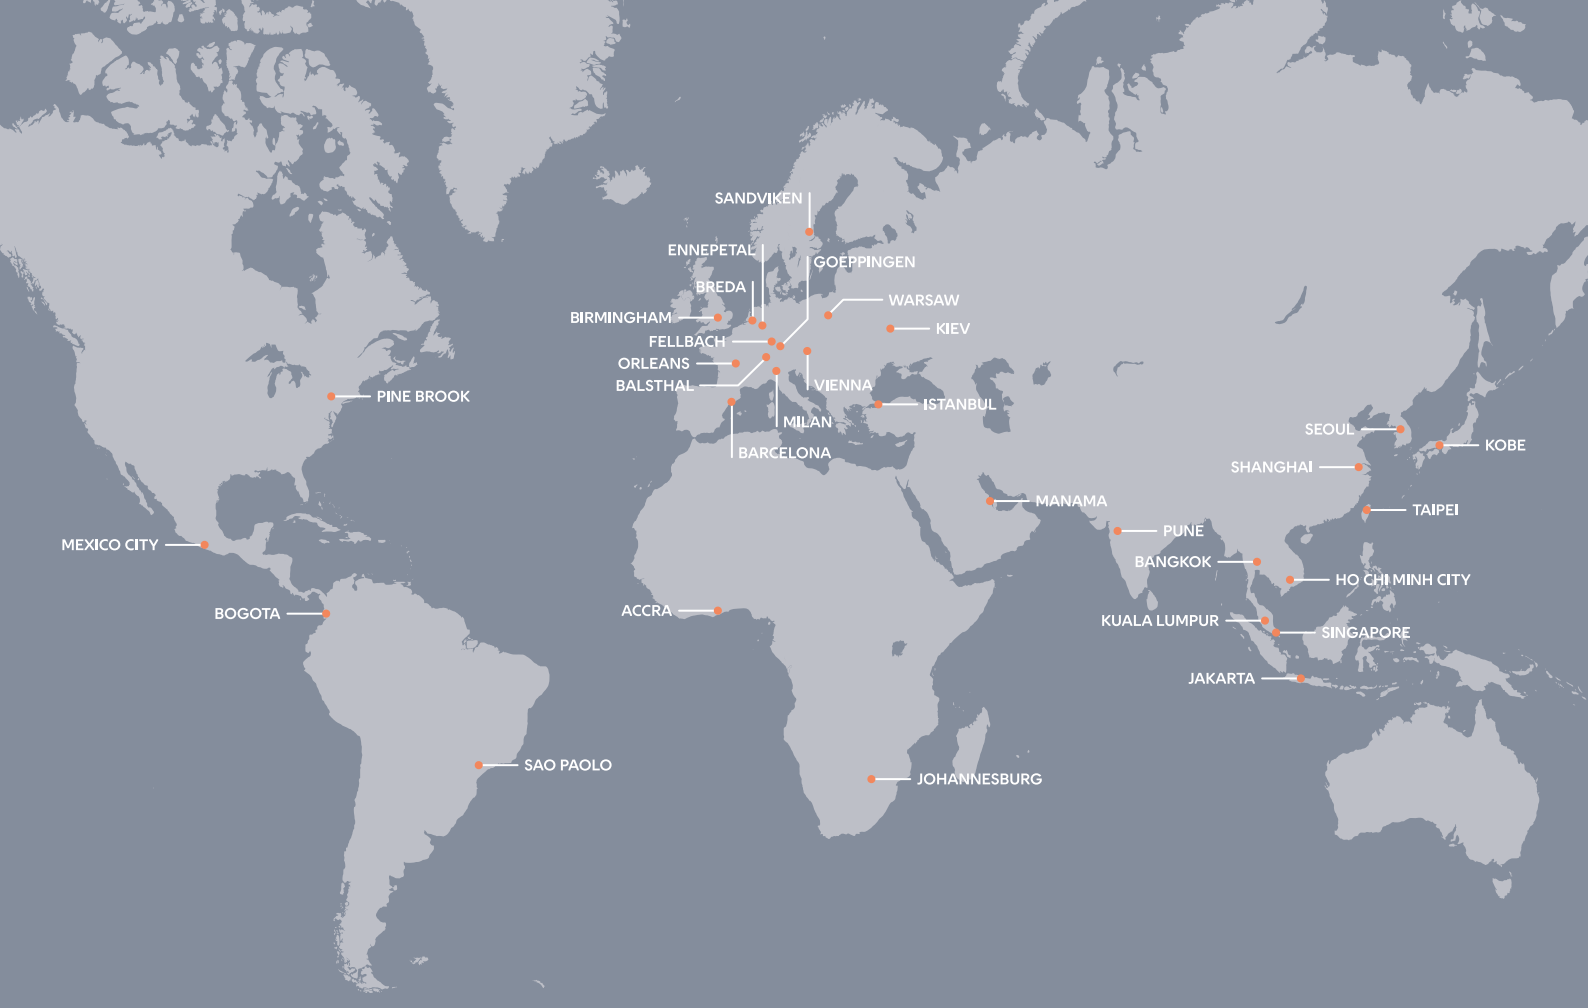 SANDVIKEN
ENNEPETAL
GOEPPINGEN
BREDA
WARSAW
BIRMINGHAM
KIEV
FELLBACH
ORLEANS
BALSTHAL
VIENNA
PINE BROOK
ISTANBUL
MILAN
SEOUL
KOBE
BARCELONA
SHANGHAI
MANAMA
TAIPEI
PUNE
MEXICO CITY
BANGKOK
HO CHI MINH CITY
ACCRA
BOGOTA
KUALA LUMPUR
SINGAPORE
JAKARTA
SAO PAOLO
JOHANNESBURG